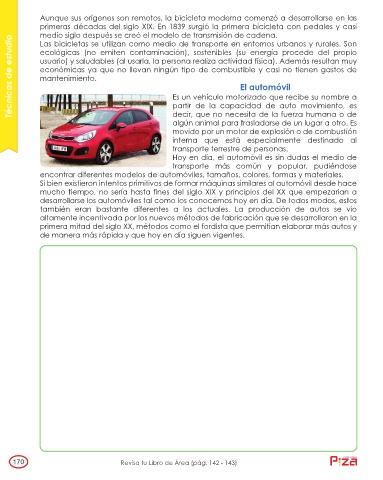 Aunque sus orígenes son remotos, la bicicleta moderna comenzó a desarrollarse en las
primeras décadas del siglo XIX. En 1839 surgió la primera bicicleta con pedales y casi
medio siglo después se creó el modelo de transmisión de cadena.
Las bicicletas se utilizan como medio de transporte en entornos urbanos y rurales. Son
ecológicas (no emiten contaminación), sostenibles (su energía procede del propio
usuario) y saludables (al usarla, la persona realiza actividad física). Además resultan muy
económicas ya que no llevan ningún tipo de combustible y casi no tienen gastos de
mantenimiento.
Técnicas de estudio
El automóvil
Es un vehículo motorizado que recibe su nombre a
partir de la capacidad de auto movimiento, es
decir, que no necesita de la fuerza humana o de
algún animal para trasladarse de un lugar a otro. Es
movido por un motor de explosión o de combustión
interna que está especialmente destinado al
transporte terrestre de personas.
Hoy en día, el automóvil es sin dudas el medio de
transporte más común y popular, pudiéndose
encontrar diferentes modelos de automóviles, tamaños, colores, formas y materiales.
Si bien existieron intentos primitivos de formar máquinas similares al automóvil desde hace
mucho tiempo, no sería hasta fines del siglo XIX y principios del XX que empezarían a
desarrollarse los automóviles tal como los conocemos hoy en día. De todos modos, estos
también eran bastante diferentes a los actuales. La producción de autos se vio
altamente incentivada por los nuevos métodos de fabricación que se desarrollaron en la
primera mitad del siglo XX, métodos como el fordista que permitían elaborar más autos y
de manera más rápida y que hoy en día siguen vigentes.
170
Revisa tu Libro de Área (pág. 142 - 143)